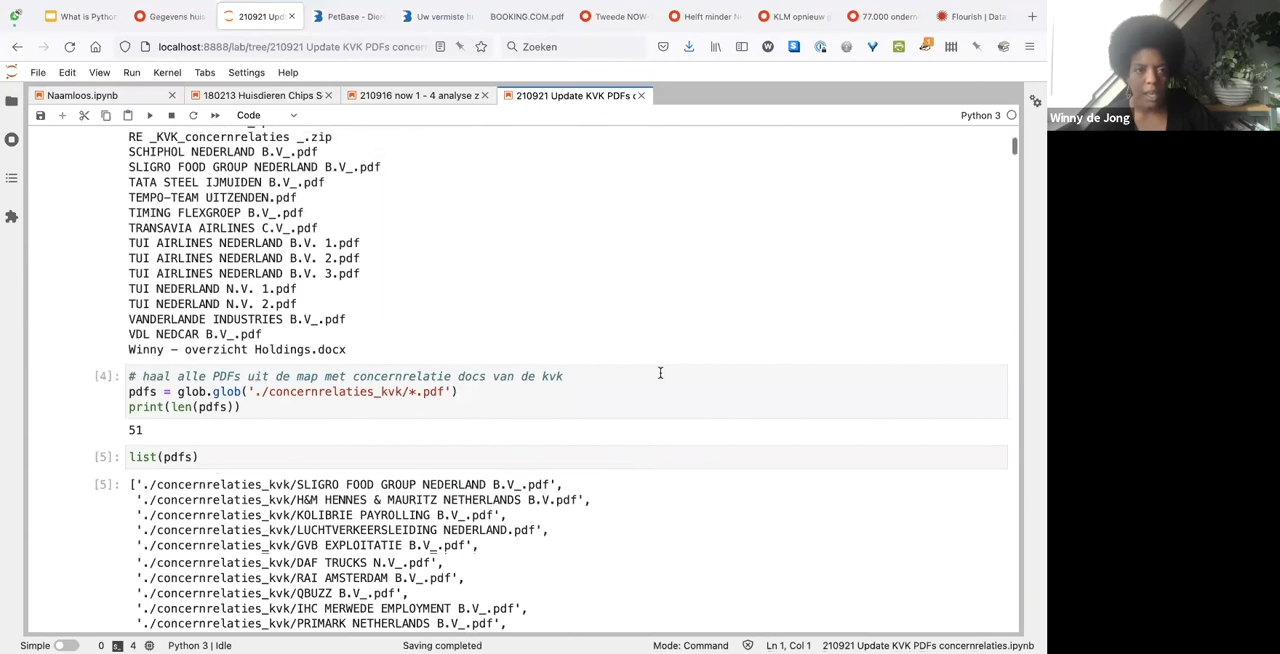 What is Pytho
Gegevens huis
210921 Upd
PetBase - Die
Uw vermiste h
BOOKING.COM.pdf
Tweede NOW-
Helft minder N
KLM opnieuw g
77.000 ondern
Flourish | Data
localhost:8888/lab/tree/210921 Update KVK PDFs concern
Zoeken
File Edit View Run Kernel Tabs Settings Help
Naamloos.ipynb
180213 Huisdieren Chips S
210916 now 1 - 4 analyse z
210921 Update KVK PDFs c
Code
Python 3
RE _KVK_concernrelaties _.zip
SCHIPHOL NEDERLAND B.V_.pdf
SLIGRO FOOD GROUP NEDERLAND B.V_.pdf
TATA STEEL IJMUIDEN B.V_.pdf
TEMPO-TEAM UITZENDEN.pdf
TIMING FLEXGROEP B.V_.pdf
TRANSAVIA AIRLINES C.V_.pdf
TUI AIRLINES NEDERLAND B.V. 1.pdf
TUI AIRLINES NEDERLAND B.V. 2.pdf
TUI AIRLINES NEDERLAND B.V. 3.pdf
TUI NEDERLAND N.V. 1.pdf
TUI NEDERLAND N.V. 2.pdf
VANDERLANDE INDUSTRIES B.V_.pdf
VDL NEDCAR B.V_.pdf
Winny - overzicht Holdings.docx
[4]: # haal alle PDFs uit de map met concernrelatie docs van de kvk
pdfs = glob.glob('./concernrelaties_kvk/*.pdf')
print(len(pdfs))
51
[5]: list(pdfs)
[5]: ['./concernrelaties_kvk/SLIGRO FOOD GROUP NEDERLAND B.V_.pdf',
'./concernrelaties_kvk/H&M HENNES & MAURITZ NETHERLANDS B.V.pdf',
'./concernrelaties_kvk/KOLIBRIE PAYROLLING B.V_.pdf',
'./concernrelaties_kvk/LUCHTVERKEERSLEIDING NEDERLAND.pdf',
'./concernrelaties_kvk/GVB EXPLOITATIE B.V_.pdf',
'./concernrelaties_kvk/DAF TRUCKS N.V_.pdf',
'./concernrelaties_kvk/RAI AMSTERDAM B.V_.pdf',
'./concernrelaties_kvk/QBUZZ B.V_.pdf',
'./concernrelaties_kvk/IHC MERWEDE EMPLOYMENT B.V_.pdf',
'./concernrelaties_kvk/PRIMARK NETHERLANDS B.V_.pdf',
Simple 0 4 Python 3 | Idle Saving completed Mode: Command Ln 1, Col 1 210921 Update KVK PDFs concernrelaties.ipynb
Winny de Jong